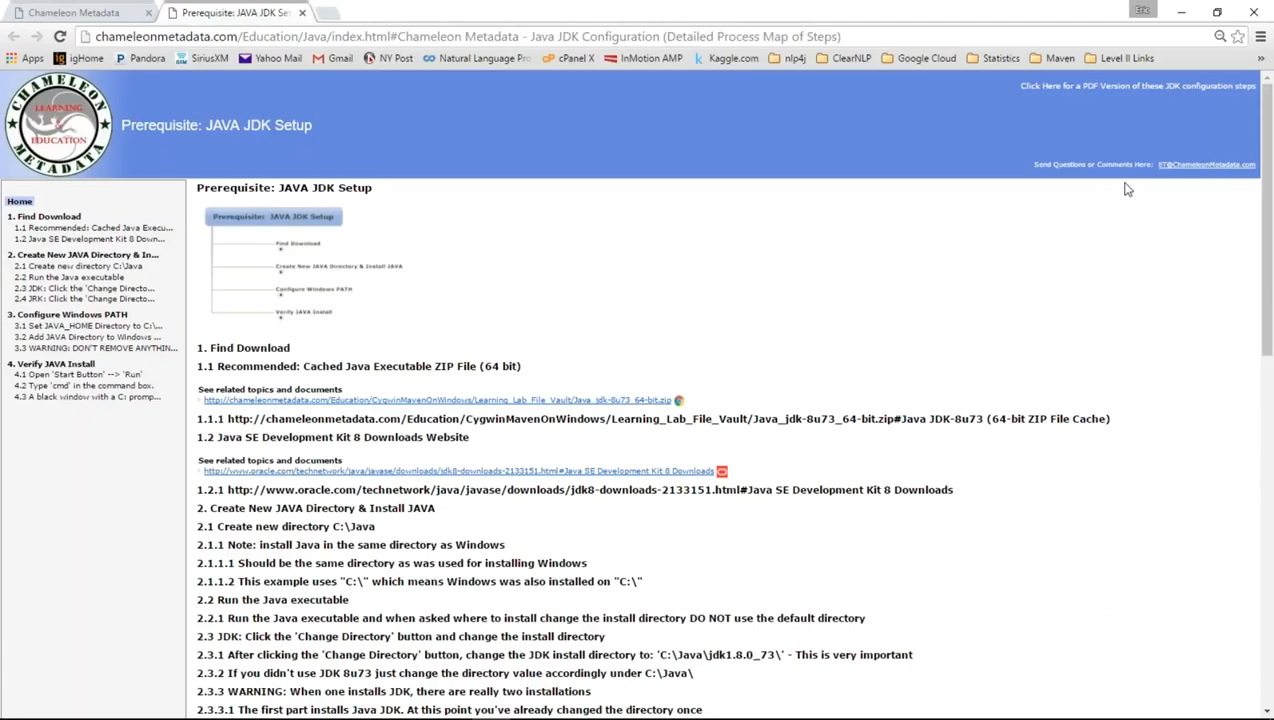 Chameleon Metadata
Prerequisite: JAVA JDK Se
Eric
chameleonmetadata.com/Education/Java/index.html#Chameleon Metadata - Java JDK Configuration (Detailed Process Map of Steps)
Apps igHome Pandora SiriusXM Yahoo Mail Gmail NY Post Natural Language Pro cPanel X InMotion AMP Kaggle.com nlp4j ClearNLP Google Cloud Statistics Maven Level II Links »
Click Here for a PDF Version of these JDK configuration steps
CHAMELEON
LEARNING
&
EDUCATION
METADATA
Prerequisite: JAVA JDK Setup
Send Questions or Comments Here: ET@ChameleonMetadata.com
Home
1. Find Download
1.1 Recommended: Cached Java Execu...
1.2 Java SE Development Kit 8 Down...
2. Create New JAVA Directory & In...
2.1 Create new directory C:\Java
2.2 Run the Java executable
2.3 JDK: Click the 'Change Directo...
2.4 JRK: Click the 'Change Directo...
3. Configure Windows PATH
3.1 Set JAVA_HOME Directory to C:\...
3.2 Add JAVA Directory to Windows ...
3.3 WARNING: DON'T REMOVE ANYTHIN...
4. Verify JAVA Install
4.1 Open 'Start Button' --> 'Run'
4.2 Type 'cmd' in the command box.
4.3 A black window with a C: promp...
Prerequisite: JAVA JDK Setup
Prerequisite: JAVA JDK Setup
Find Download
Create New JAVA Directory & Install JAVA
Configure Windows PATH
Verify JAVA Install
1. Find Download
1.1 Recommended: Cached Java Executable ZIP File (64 bit)
See related topics and documents
http://chameleonmetadata.com/Education/CygwinMavenOnWindows/Learning_Lab_File_Vault/Java_jdk-8u73_64-bit.zip
1.1.1 http://chameleonmetadata.com/Education/CygwinMavenOnWindows/Learning_Lab_File_Vault/Java_jdk-8u73_64-bit.zip#Java JDK-8u73 (64-bit ZIP File Cache)
1.2 Java SE Development Kit 8 Downloads Website
See related topics and documents
http://www.oracle.com/technetwork/java/javase/downloads/jdk8-downloads-2133151.html#Java SE Development Kit 8 Downloads
1.2.1 http://www.oracle.com/technetwork/java/javase/downloads/jdk8-downloads-2133151.html#Java SE Development Kit 8 Downloads
2. Create New JAVA Directory & Install JAVA
2.1 Create new directory C:\Java
2.1.1 Note: install Java in the same directory as Windows
2.1.1.1 Should be the same directory as was used for installing Windows
2.1.1.2 This example uses "C:\" which means Windows was also installed on "C:\"
2.2 Run the Java executable
2.2.1 Run the Java executable and when asked where to install change the install directory DO NOT use the default directory
2.3 JDK: Click the 'Change Directory' button and change the install directory
2.3.1 After clicking the 'Change Directory' button, change the JDK install directory to: 'C:\Java\jdk1.8.0_73\' - This is very important
2.3.2 If you didn't use JDK 8u73 just change the directory value accordingly under C:\Java\
2.3.3 WARNING: When one installs JDK, there are really two installations
2.3.3.1 The first part installs Java JDK. At this point you've already changed the directory once